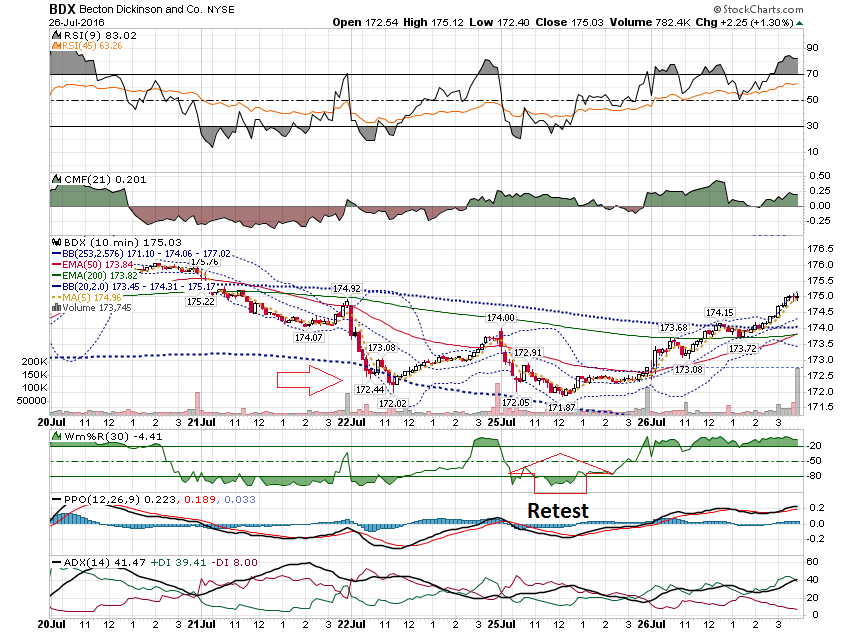 BDX Becton Dickinson and Co. NYSE © StockCharts.com
26-Jul-2016 Open 172.54 High 175.12 Low 172.40 Close 175.03 Volume 782.4K Chg +2.25 (+1.30%)
RSI(9) 83.02
RSI(45) 63.26
90
70
50
30
10
CMF(21) 0.201
0.50
0.25
0.00
-0.25
BDX (10 min) 175.03
BB(253,2.576) 171.10 - 174.06 - 177.02
EMA(50) 173.84
EMA(200) 173.82
BB(20,2.0) 173.45 - 174.31 - 175.17
MA(5) 174.96
Volume 173,745
175.76
175.22
174.07
174.92
173.08
172.44
172.02
174.00
172.91
172.05
171.87
173.68
173.08
174.15
173.72
176.5
176.0
175.5
175.0
174.5
174.0
173.5
173.0
172.5
172.0
171.5
200K
150K
100K
50000
20Jul 11 12 1 2 3 21Jul 11 12 1 2 3 22Jul 11 12 1 2 3 25Jul 11 12 1 2 3 26Jul 11 12 1 2 3
Wm%R(30) -4.41
-20
-50
-80
Retest
PPO(12,26,9) 0.223, 0.189, 0.033
0.2
0.0
-0.2
ADX(14) 41.47 +DI 39.41 -DI 8.00
60
40
20
0
20Jul 11 12 1 2 3 21Jul 11 12 1 2 3 22Jul 11 12 1 2 3 25Jul 11 12 1 2 3 26Jul 11 12 1 2 3